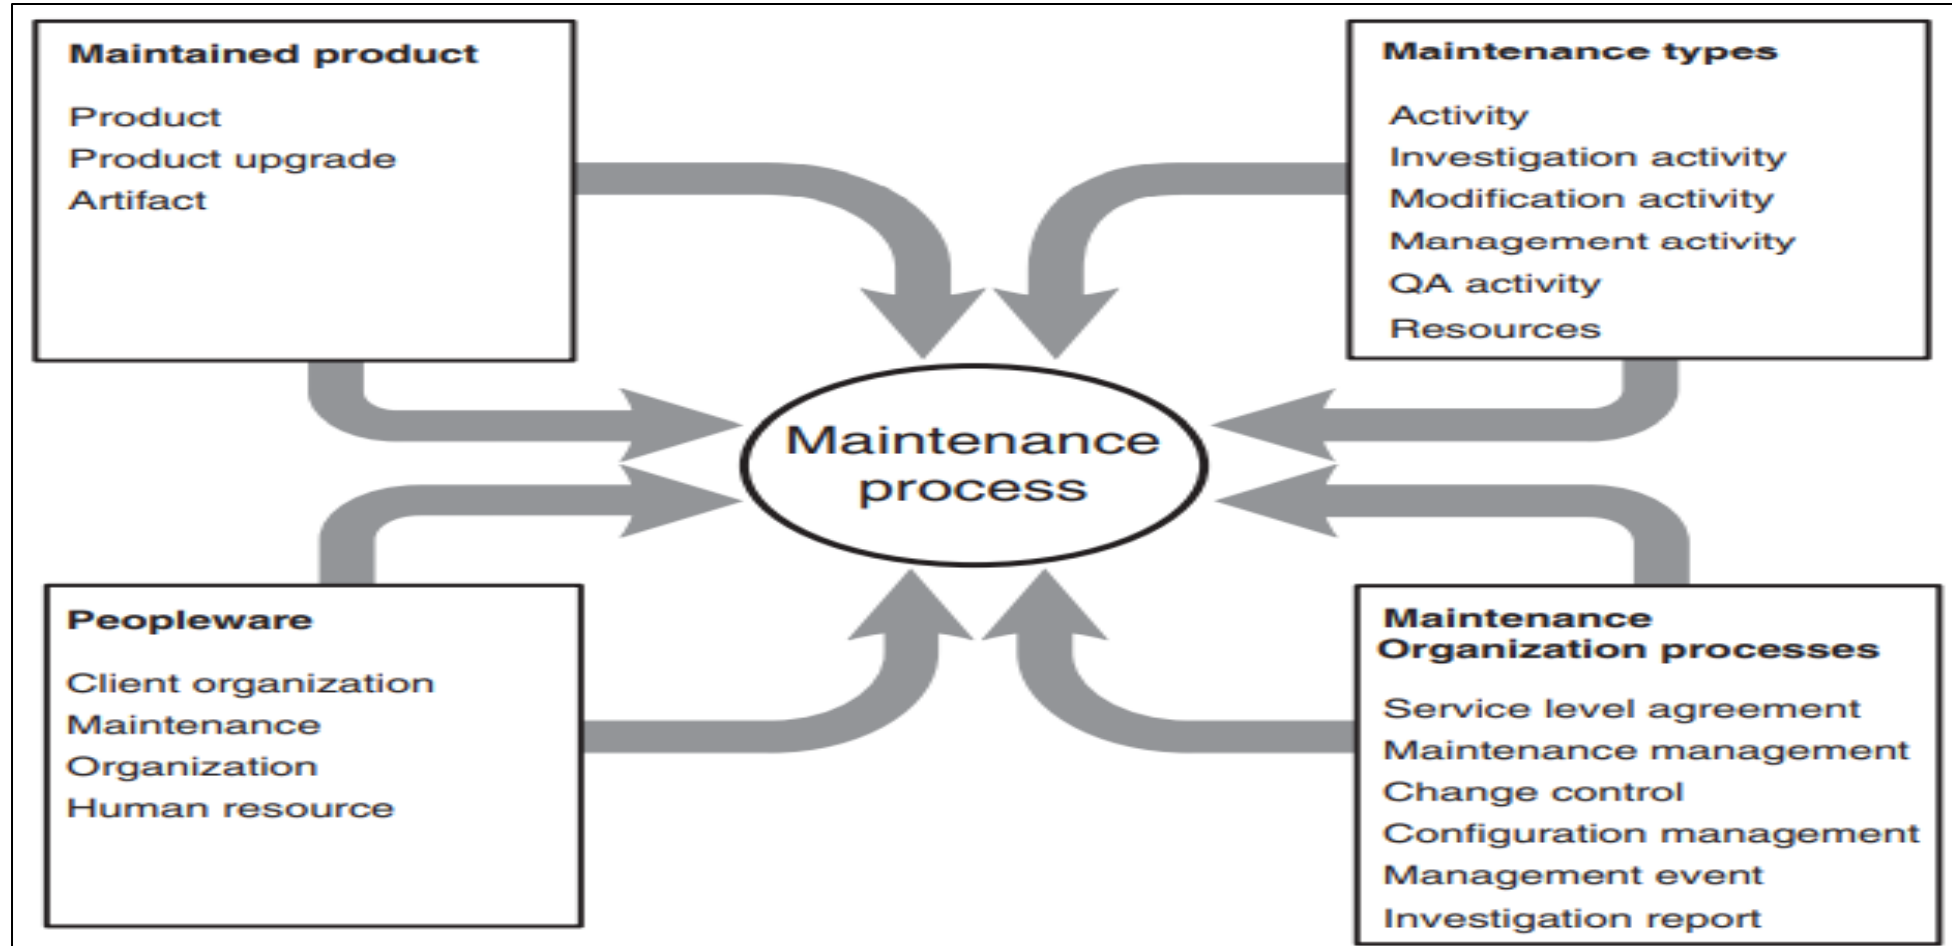 Maintained product
Product
Product upgrade
Artifact
Maintenance types
Activity
Investigation activity
Modification activity
Management activity
QA activity
Resources
Maintenance
process
Peopleware
Client organization
Maintenance
Organization
Human resource
Maintenance
Organization processes
Service level agreement
Maintenance management
Change control
Configuration management
Management event
Investigation report